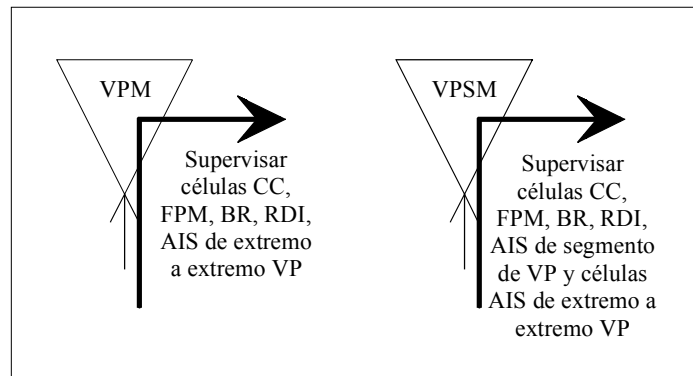 VPM
Supervisar
células CC,
FPM, BR, RDI,
AIS de extremo
a extremo VP
VPSM
Supervisar
células CC,
FPM, BR, RDI,
AIS de segmento
de VP y células
AIS de extremo a
extremo VP